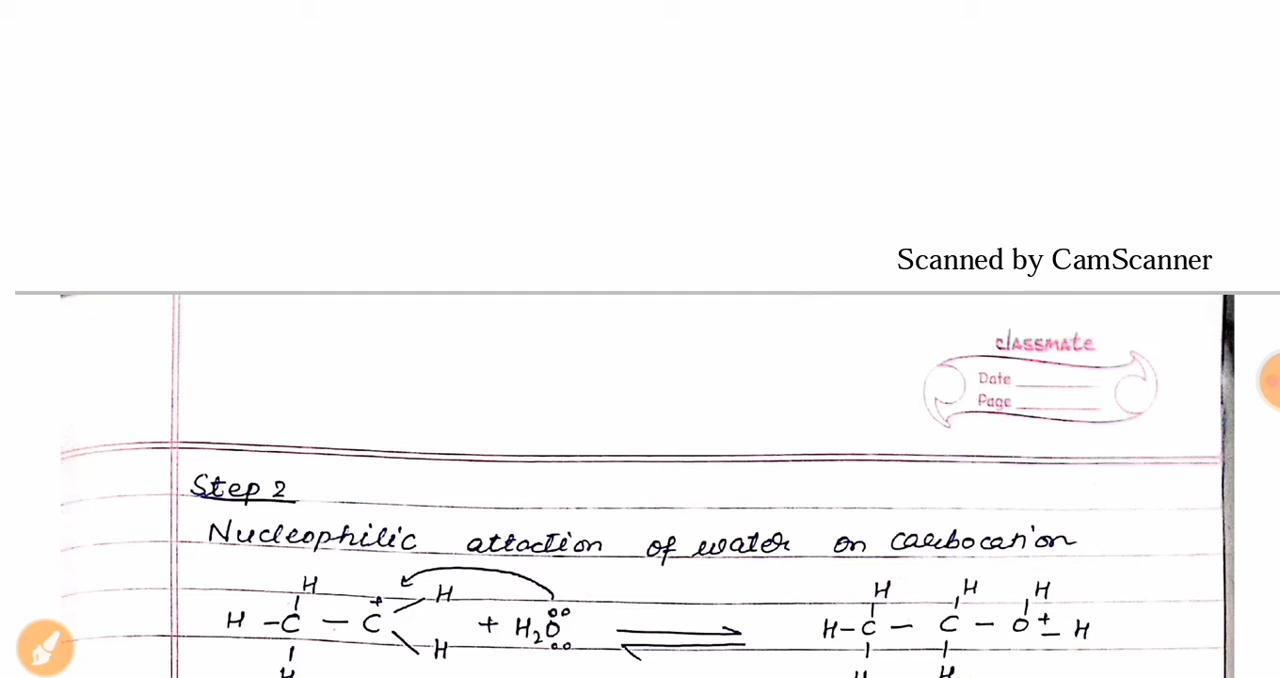 Scanned by CamScanner
classmate
Date
Page
Step 2
Nucleophilic attaction of water on carbocation
H H H H H
H - C - C + + H2O H - C - C - O + - H
H H
H H H